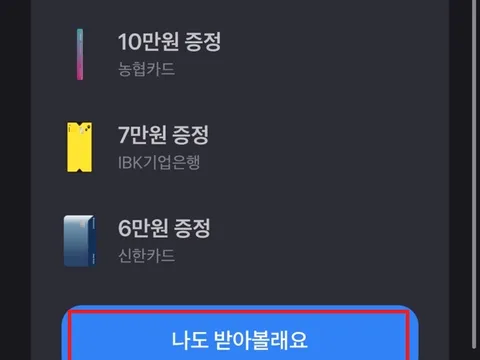 10만원 증정
농협카드
7만원 증정
IBK기업은행
6만원 증정
신한카드
나도 받아볼래요